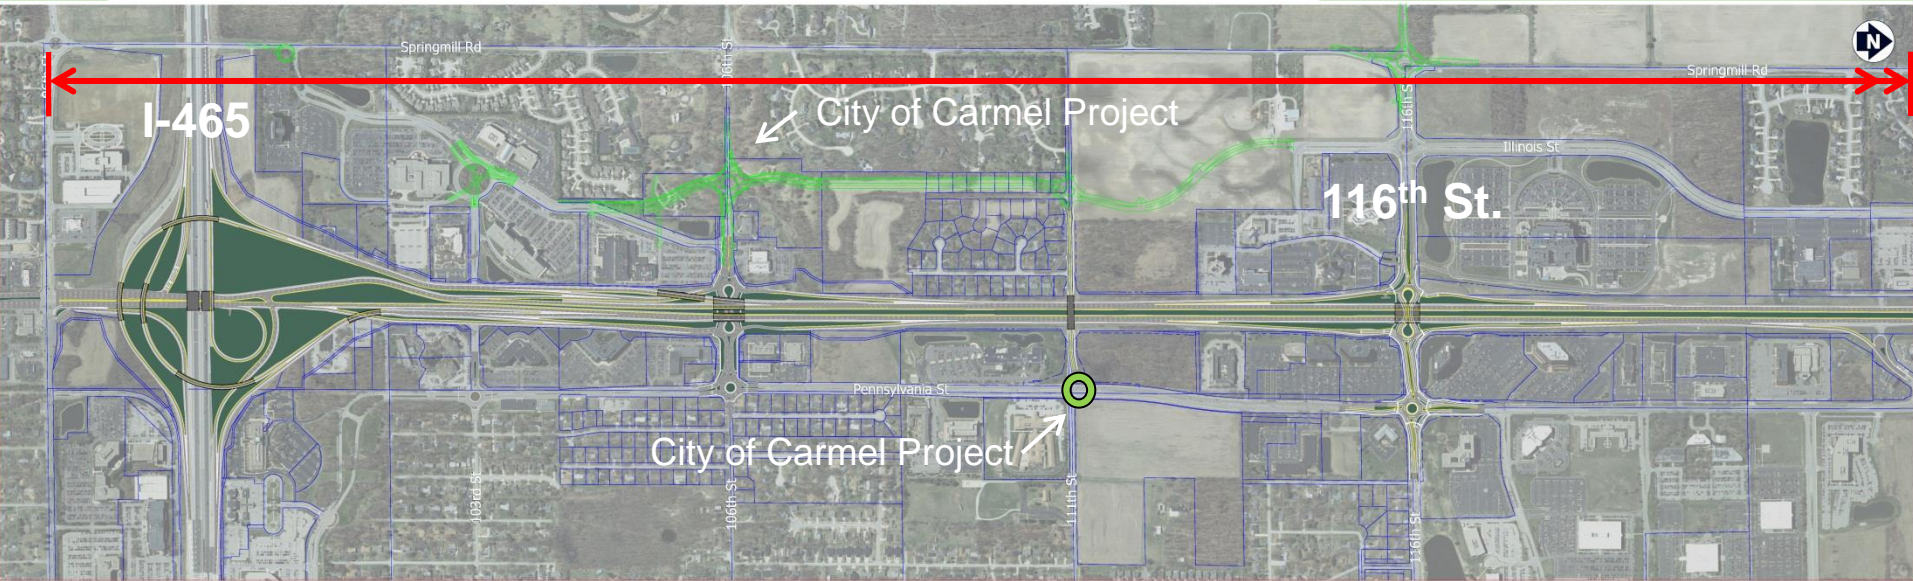 Springmill Rd
106th St
N
Springmill Rd
I-465
City of Carmel Project
116th S
Illinois St
116th St.
Pennsylvania St
City of Carmel Project
103rd St
106th St
111th St
116th St